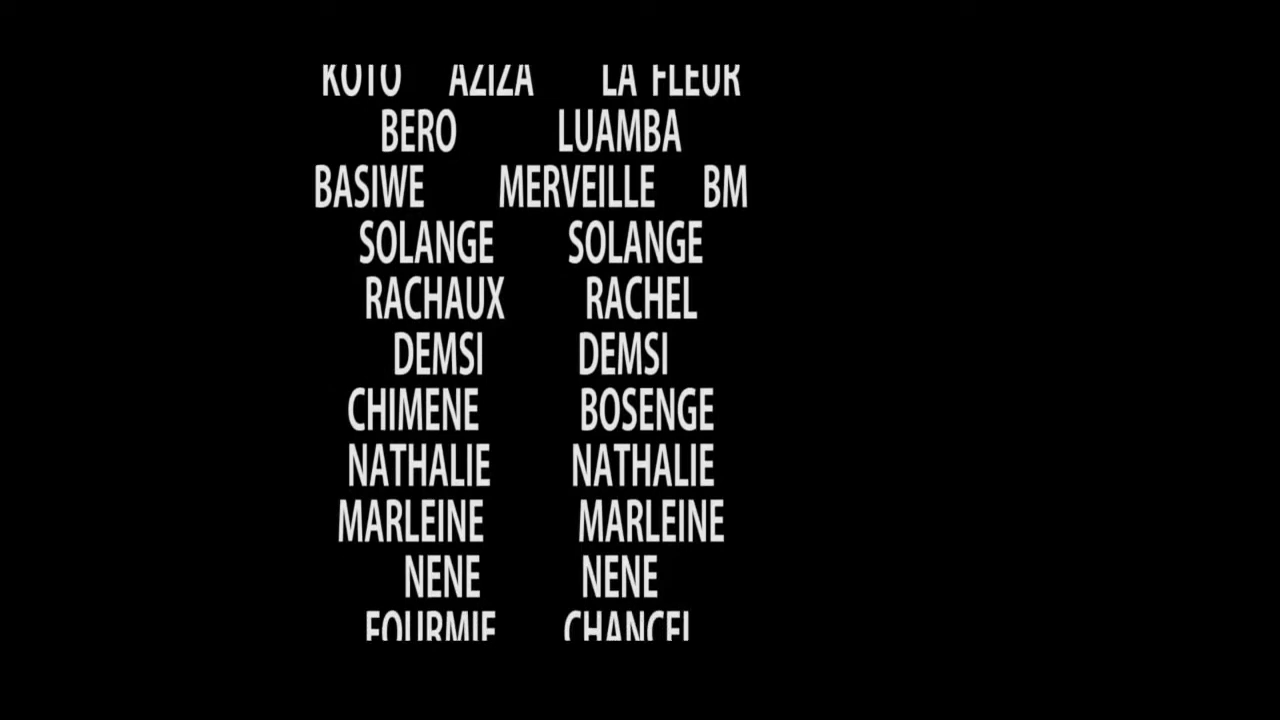 KOTO AZIZA LA FLEUR
BERO LUAMBA
BASIWE MERVEILLE BM
SOLANGE SOLANGE
RACHAUX RACHEL
DEMSI DEMSI
CHIMENE BOSENGE
NATHALIE NATHALIE
MARLEINE MARLEINE
NENE NENE
FOURMIE CHANCEL